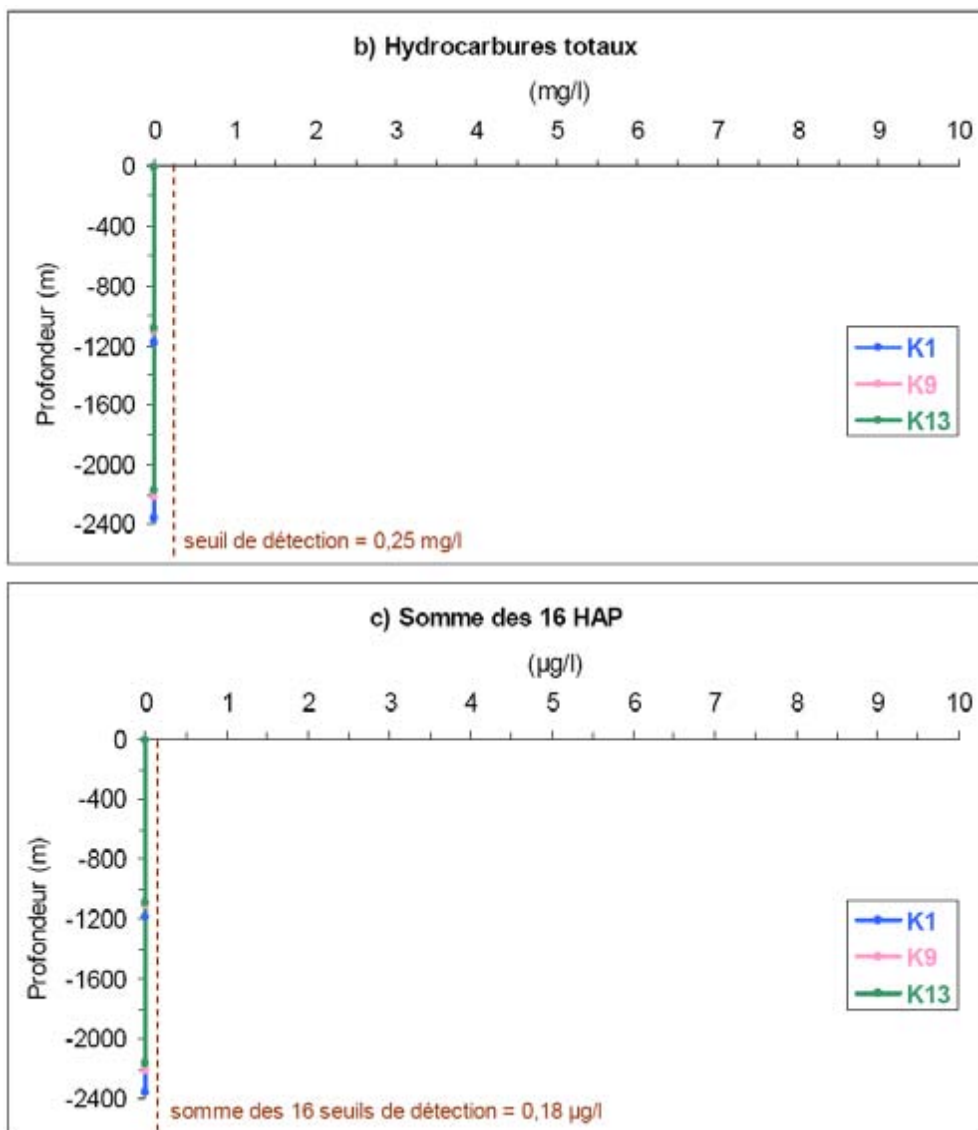 b) Hydrocarbures totaux
(mg/l)
0 1 2 3 4 5 6 7 8 9 10
0
-400
-800
-1200
-1600
-2000
-2400
Profondeur (m)
K1
K9
K13
seuil de détection = 0,25 mg/l
c) Somme des 16 HAP
(µg/l)
0 1 2 3 4 5 6 7 8 9 10
0
-400
-800
-1200
-1600
-2000
-2400
Profondeur (m)
K1
K9
K13
somme des 16 seuils de détection = 0,18 µg/l